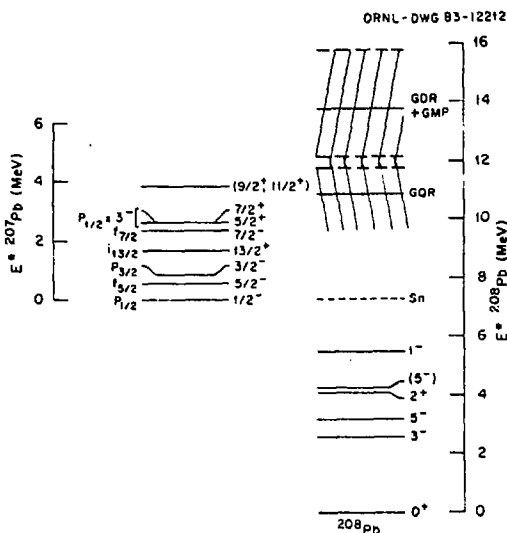 ORNL-DWG 83-12212
E* 207Pb (MeV)
6
4
2
0
(9/2+, 11/2+)
P1/2 ⊗ 3-
7/2+
5/2+
f7/2
7/2-
i13/2
13/2+
P3/2
3/2-
f5/2
5/2-
P1/2
1/2-
GDR
+GMP
GQR
Sn
1-
(5-)
2+
5-
3-
0+
208Pb
16
14
12
10
8
6
4
2
0
E* 208Pb (MeV)